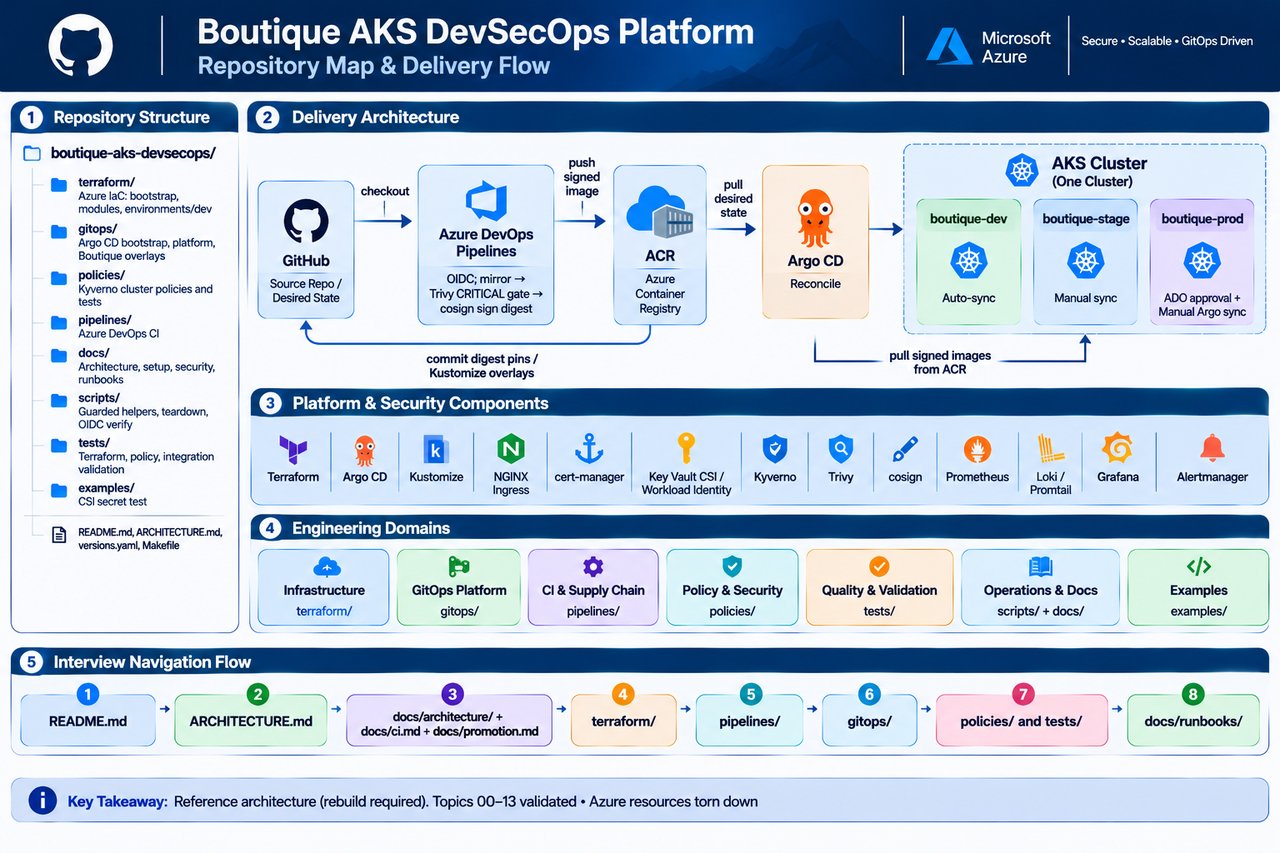 Boutique AKS DevSecOps Platform
Repository Map & Delivery Flow
Microsoft
Azure
Secure • Scalable • GitOps Driven
1 Repository Structure
boutique-aks-devsecops/
terraform/
Azure IaC: bootstrap,
modules, environments/dev
gitops/
Argo CD bootstrap, platform,
Boutique overlays
policies/
Kyverno cluster policies and
tests
pipelines/
Azure DevOps CI
docs/
Architecture, setup, security,
runbooks
scripts/
Guarded helpers, teardown,
OIDC verify
tests/
Terraform, policy, integration
validation
examples/
CSI secret test
README.md, ARCHITECTURE.md,
versions.yaml, Makefile
2 Delivery Architecture
GitHub
Source Repo /
Desired State
checkout
Azure DevOps
Pipelines
OIDC; mirror →
Trivy CRITICAL gate →
cosign sign digest
push
signed
image
ACR
Azure
Container
Registry
pull
desired
state
Argo CD
Reconcile
AKS Cluster
(One Cluster)
boutique-dev
Auto-sync
boutique-stage
Manual sync
boutique-prod
ADO approval +
Manual Argo sync
commit digest pins /
Kustomize overlays
pull signed images
from ACR
3 Platform & Security Components
Terraform
Argo CD
k
Kustomize
N
NGINX
Ingress
cert-manager
Key Vault CSI /
Workload Identity
Kyverno
Trivy
cosign
Prometheus
Loki /
Promtail
Grafana
Alertmanager
4 Engineering Domains
Infrastructure
terraform/
GitOps Platform
gitops/
CI & Supply Chain
pipelines/
Policy & Security
policies/
Quality & Validation
tests/
Operations & Docs
scripts/ + docs/
</> 
Examples
examples/
5 Interview Navigation Flow
1
README.md
2
ARCHITECTURE.md
3
docs/architecture/ +
docs/ci.md + docs/promotion.md
4
terraform/
5
pipelines/
6
gitops/
7
policies/ and tests/
8
docs/runbooks/
i Key Takeaway: Reference architecture (rebuild required). Topics 00–13 validated • Azure resources torn down